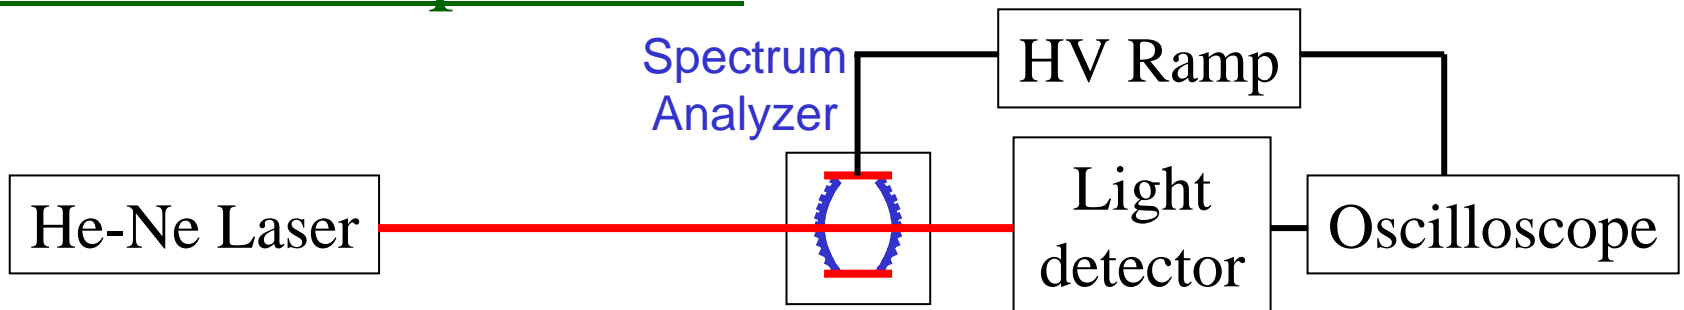 Spectrum
Analyzer
HV Ramp
He-Ne Laser
Light
detector
Oscilloscope